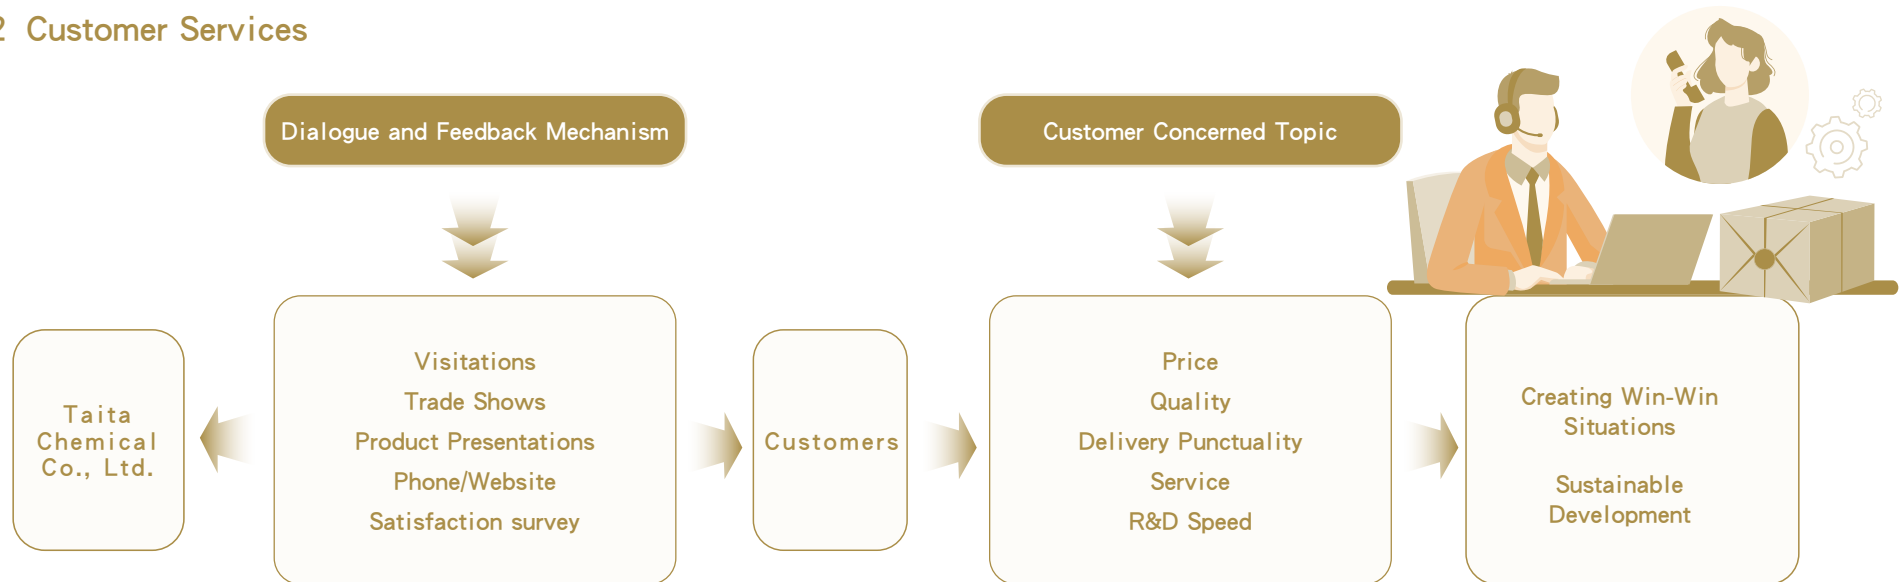 2 Customer Services
Dialogue and Feedback Mechanism
Customer Concerned Topic
Taita
Chemical
Co., Ltd.
Visitations
Trade Shows
Product Presentations
Phone/Website
Satisfaction survey
Customers
Price
Quality
Delivery Punctuality
Service
R&D Speed
Creating Win-Win
Situations
Sustainable
Development